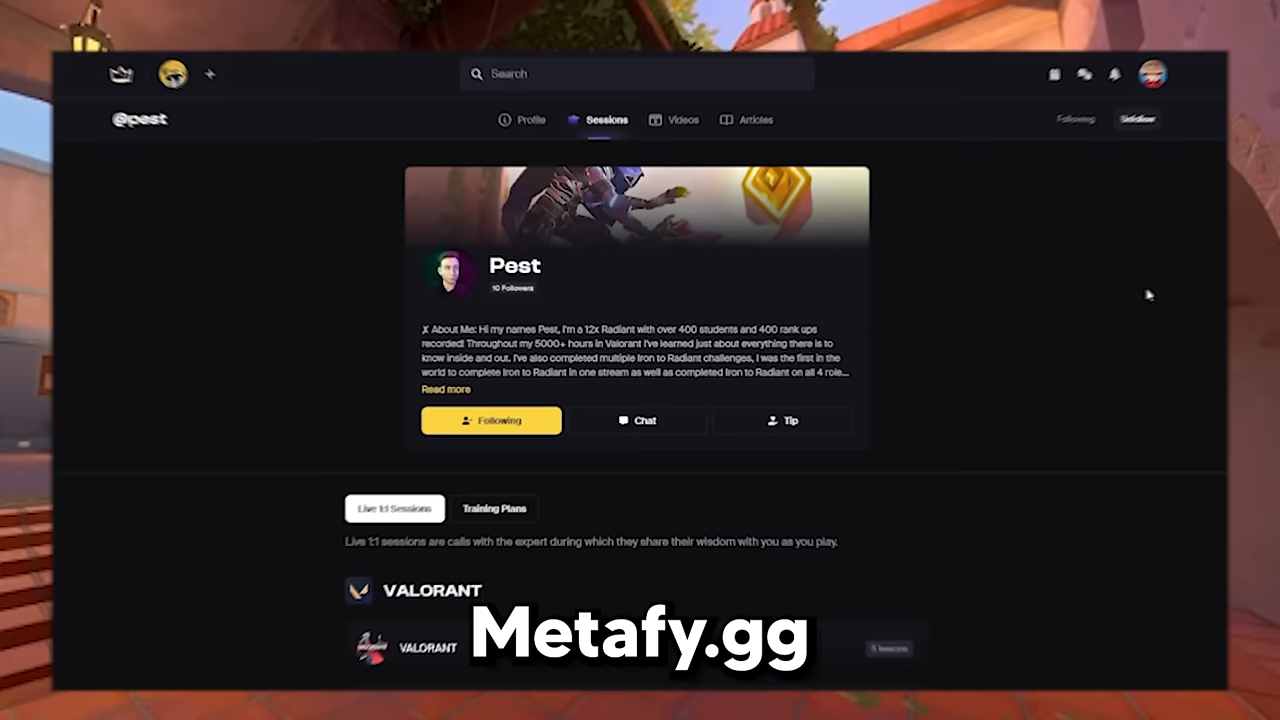 Search
@pest
Profile
Sessions
Videos
Articles
Following
Unfollow
Pest
10 Followers
✗ About Me: Hi my names Pest, I'm a 12x Radiant with over 400 students and 400 rank ups
recorded! Throughout my 5000+ hours in Valorant I've learned just about everything there is to
know inside and out. I've also completed multiple Iron to Radiant challenges, I was the first in the
world to complete Iron to Radiant in one stream as well as completed Iron to Radiant on all 4 role...
Read more
Following
Chat
Tip
Live 1:1 Sessions
Training Plans
Live 1:1 sessions are calls with the expert during which they share their wisdom with you as you play.
VALORANT
VALORANT
Metafy.gg